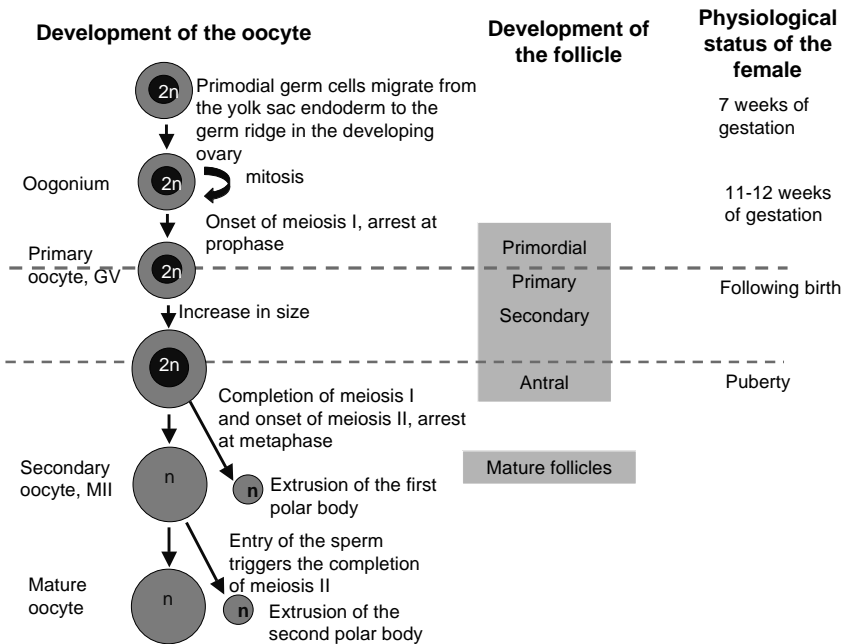 Development of the oocyte
Development of
the follicle
Physiological
status of the
female
2n
Primodial germ cells migrate from
the yolk sac endoderm to the
germ ridge in the developing
ovary
7 weeks of
gestation
Oogonium
2n
mitosis
11-12 weeks
of gestation
Onset of meiosis I, arrest at
prophase
Primary
oocyte, GV
2n
Primordial
Primary
Secondary
Following birth
Increase in size
2n
Antral
Puberty
Completion of meiosis I
and onset of meiosis II, arrest
at metaphase
Secondary
oocyte, MII
n
n
Extrusion of the first
polar body
Mature follicles
Entry of the sperm
triggers the completion
of meiosis II
Mature
oocyte
n
n
Extrusion of the
second polar body